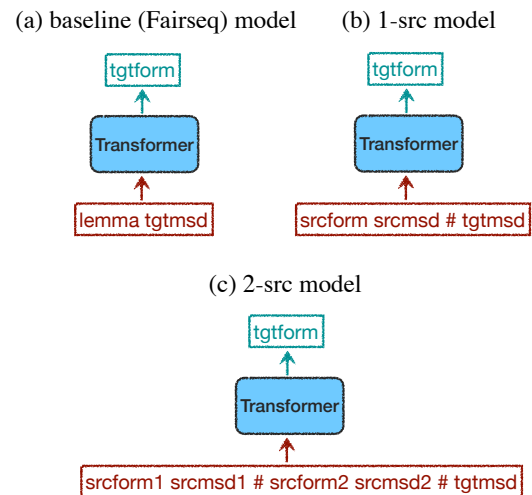 (a) baseline (Fairseq) model
tgtform
Transformer
lemma tgtmsd
(b) 1-src model
tgtform
Transformer
srcform srcmsd # tgtmsd
(c) 2-src model
tgtform
Transformer
srcform1 srcmsd1 # srcform2 srcmsd2 # tgtmsd